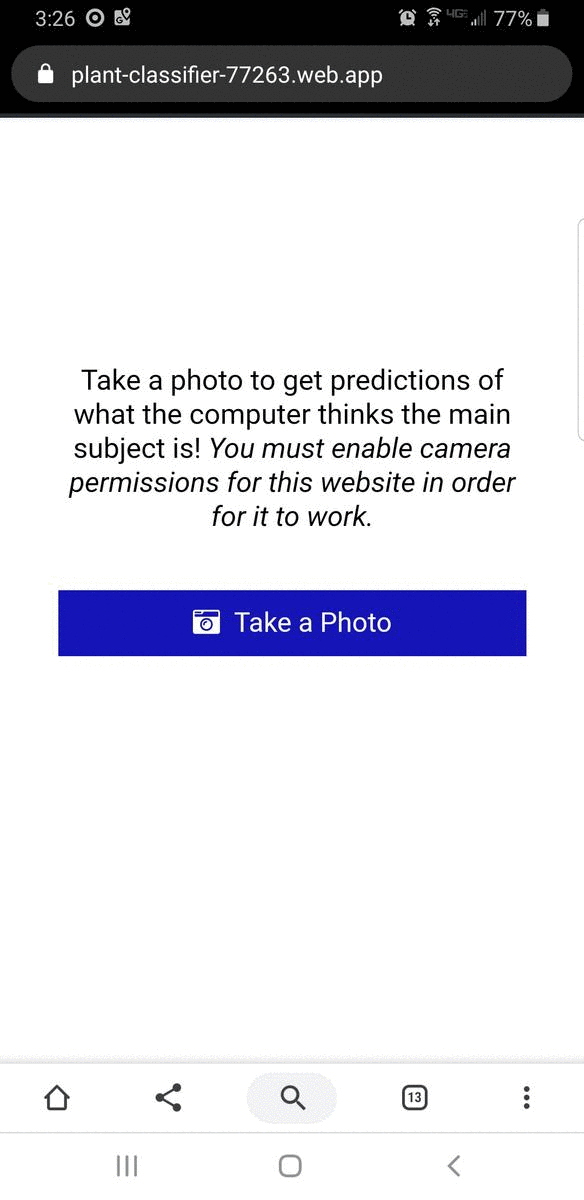 3:26 4GE 77%
plant-classifier-77263.web.app
Take a photo to get predictions of
what the computer thinks the main
subject is! You must enable camera
permissions for this website in order
for it to work.
Take a Photo
13